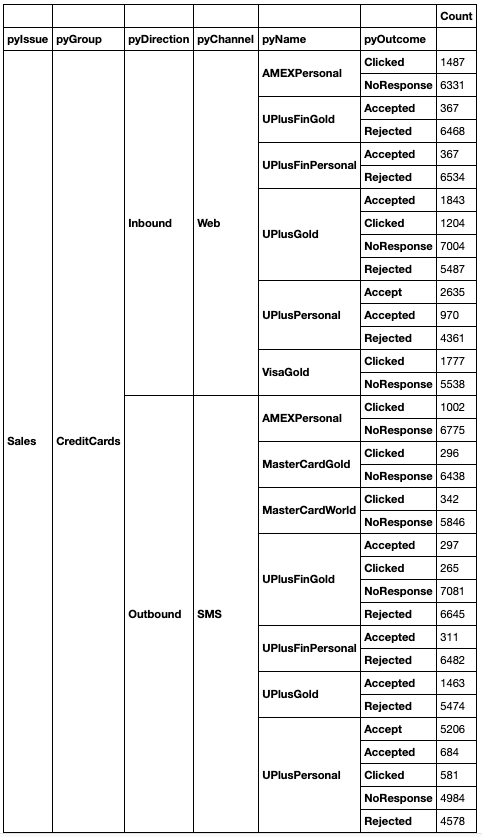 Count
pyIssue pyGroup pyDirection pyChannel pyName pyOutcome
Sales CreditCards Inbound Web AMEXPersonal Clicked 1487
NoResponse 6331
UPlusFinGold Accepted 367
Rejected 6468
UPlusFinPersonal Accepted 367
Rejected 6534
UPlusGold Accepted 1843
Clicked 1204
NoResponse 7004
Rejected 5487
UPlusPersonal Accept 2635
Accepted 970
Rejected 4361
VisaGold Clicked 1777
NoResponse 5538
Outbound SMS AMEXPersonal Clicked 1002
NoResponse 6775
MasterCardGold Clicked 296
NoResponse 6438
MasterCardWorld Clicked 342
NoResponse 5846
UPlusFinGold Accepted 297
Clicked 265
NoResponse 7081
Rejected 6645
UPlusFinPersonal Accepted 311
Rejected 6482
UPlusGold Accepted 1463
Rejected 5474
UPlusPersonal Accept 5206
Accepted 684
Clicked 581
NoResponse 4984
Rejected 4578